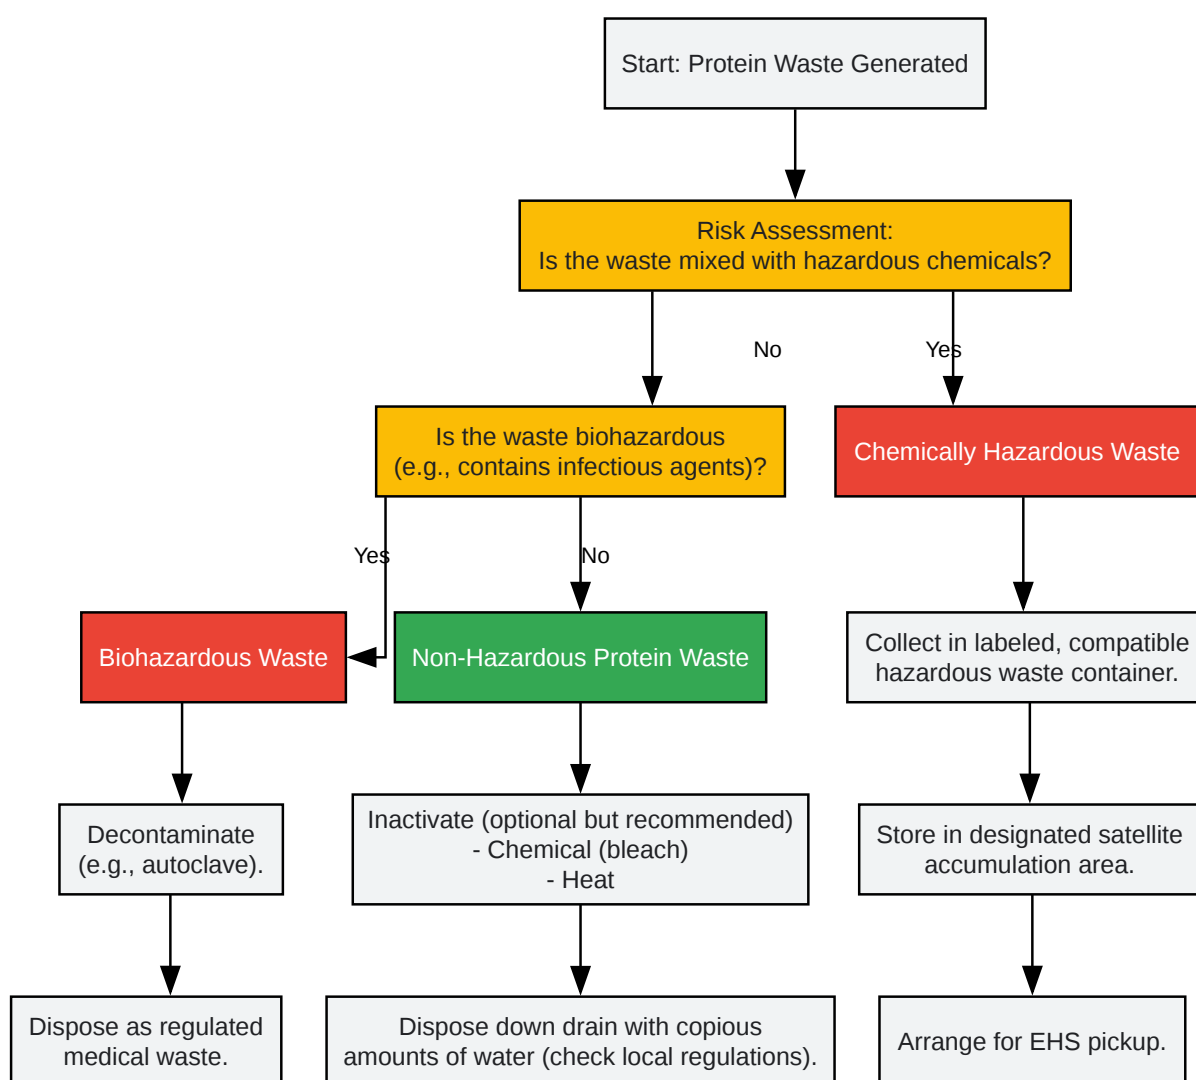 Start: Protein Waste Generated
Risk Assessment:
Is the waste mixed with hazardous chemicals?
No
Yes
Is the waste biohazardous
(e.g., contains infectious agents)?
Chemically Hazardous Waste
Yes
No
Biohazardous Waste
Non-Hazardous Protein Waste
Collect in labeled, compatible
hazardous waste container.
Decontaminate
(e.g., autoclave).
Inactivate (optional but recommended)
- Chemical (bleach)
- Heat
Store in designated satellite
accumulation area.
Dispose as regulated
medical waste.
Dispose down drain with copious
amounts of water (check local regulations).
Arrange for EHS pickup.